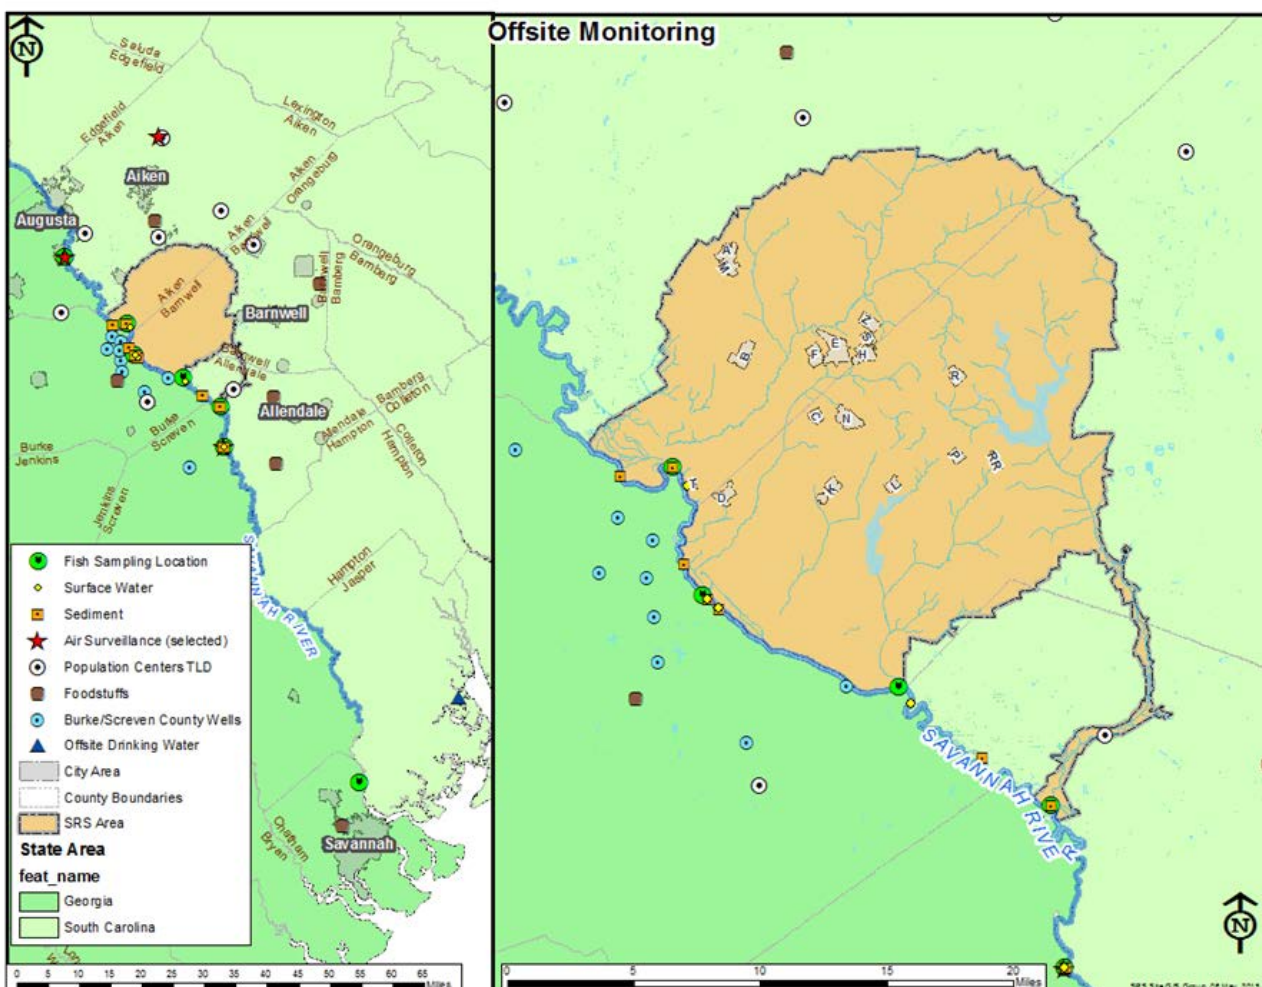 Offsite Monitoring
N
Saluda
Edgefield
Edgefield
Aiken
Lexington
Aiken
Aiken
Orangeburg
Aiken
Augusta
Aiken
Barnwell
Orangeburg
Bamberg
Barnwell
Bamberg
Aiken
Barnwell
Barnwell
Barnwell
Allendale
Bamberg
Colleton
Allendale
Allendale
Hampton
Colleton
Hampton
Burke
Screven
Burke
Jenkins
Jenkins
Screven
Hampton
Jasper
SAVANNAH RIVER
Chatham
Bryan
Savannah
Fish Sampling Location
Surface Water
Sediment
Air Surveillance (selected)
Population Centers TLD
Foodstuffs
Burke/Screven County Wells
Offsite Drinking Water
City Area
County Boundaries
SRS Area
State Area
feat_name
Georgia
South Carolina
0 5 10 15 20 25 30 35 40 45 50 55 60 65
Miles
A
M
Z
S
B
F
E
H
R
C
N
P
RR
T
D
K
L
SAVANNAH RIVER
N
0 5 10 15 20
Miles